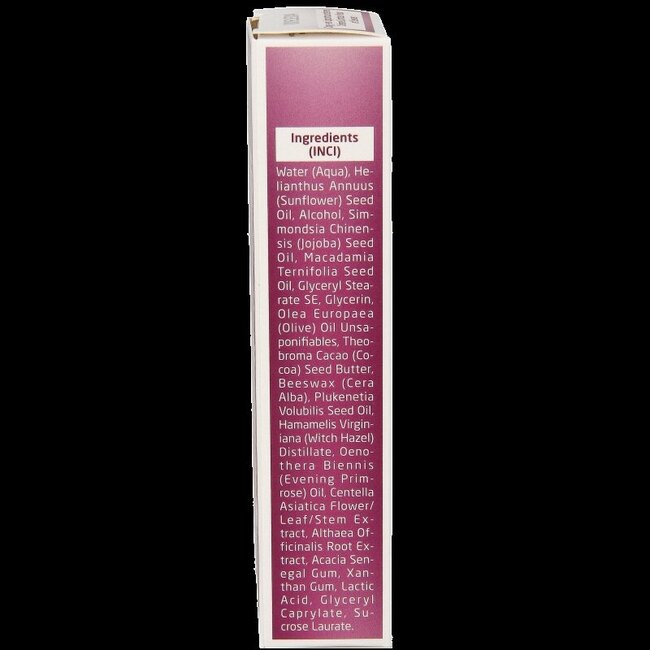 Ingredients
(INCI)
Water (Aqua), He-
lianthus Annuus
(Sunflower) Seed
Oil, Alcohol, Sim-
mondsia Chinen-
sis (Jojoba) Seed
Oil, Macadamia
Ternifolia Seed
Oil, Glyceryl Stea-
rate SE, Glycerin,
Olea Europaea
(Olive) Oil Unsa-
ponifiables, Theo-
broma Cacao (Co-
coa) Seed Butter,
Beeswax (Cera
Alba), Plukenetia
Volubilis Seed Oil,
Hamamelis Virgin-
iana (Witch Hazel)
Distillate, Oeno-
thera Biennis
(Evening Prim-
rose) Oil, Centella
Asiatica Flower/
Leaf/Stem Ex-
tract, Althaea Of-
ficinalis Root Ex-
tract, Acacia Sen-
egal Gum, Xan-
than Gum, Lactic
Acid, Glyceryl
Caprylate, Su-
crose Laurate.